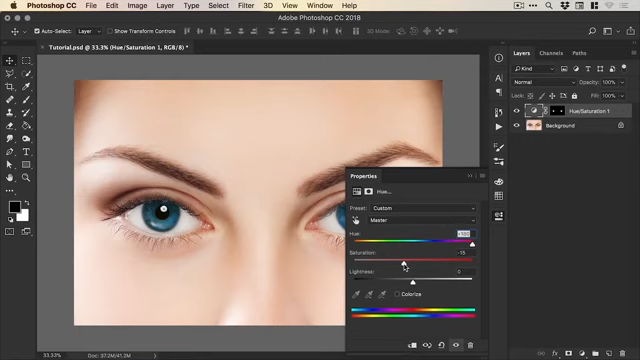 Photoshop CC File Edit Image Layer Type Select Filter 3D View Window Help
Adobe Photoshop CC 2018
Auto-Select: Layer Show Transform Controls 3D Mode:
Tutorial.psd @ 33.3% (Hue/Saturation 1, RGB/8) *
Layers Channels Paths
Kind
Normal Opacity: 100%
Lock: Fill: 100%
Hue/Saturation 1
Background
Properties
Hue...
Preset: Custom
Master
Hue: +180
Saturation: -15
Lightness: 0
Colorize
33.33% Doc: 37.2M/41.2M